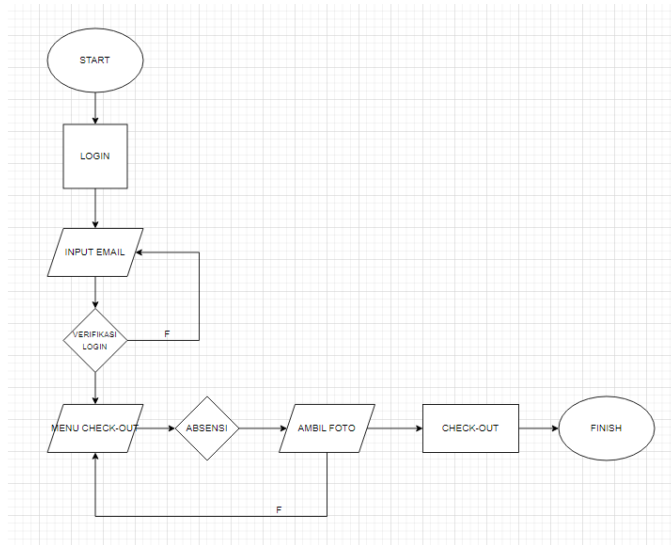 START
LOGIN
INPUT EMAIL
VERIFIKASI
LOGIN
F
MENU CHECK-OUT
ABSENSI
AMBIL FOTO
CHECK-OUT
FINISH
F